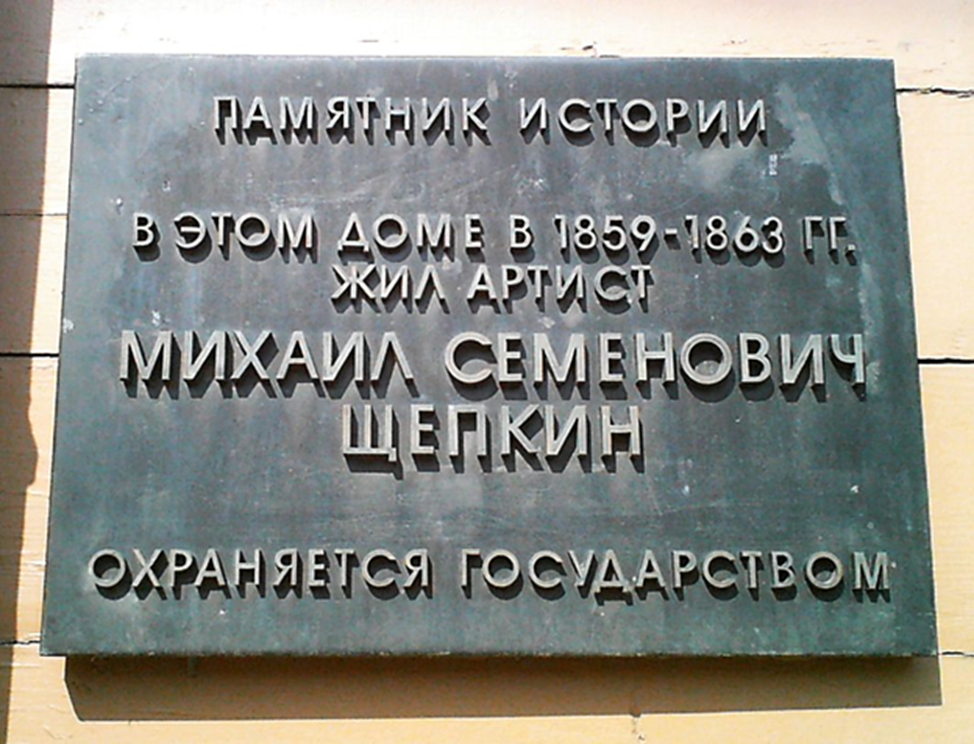 ПАМЯТНИК ИСТОРИИ
В ЭТОМ ДОМЕ В 1859-1863 ГГ.
ЖИЛ АРТИСТ
МИХАИЛ СЕМЕНОВИЧ
ЩЕПКИН
ОХРАНЯЕТСЯ ГОСУДАРСТВОМ